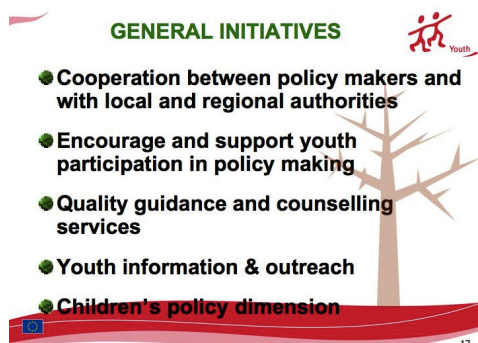 GENERAL INITIATIVES
Youth
Cooperation between policy makers and
with local and regional authorities
Encourage and support youth
participation in policy making
Quality guidance and counselling
services
Youth information & outreach
Children's policy dimension
17